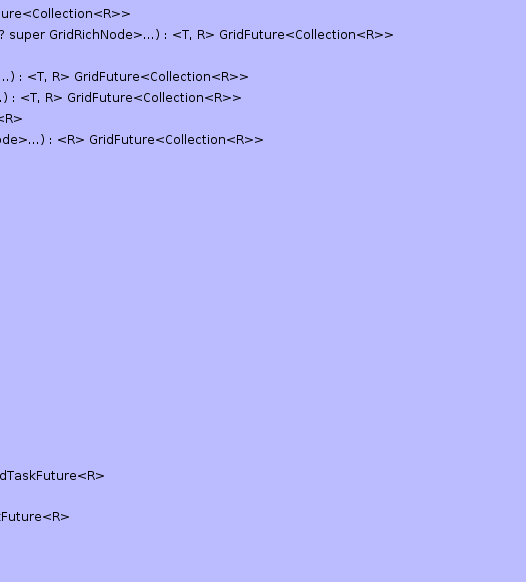 ure<Collection<R>>
? super GridRichNode>...) : <T, R> GridFuture<Collection<R>>
..) : <T, R> GridFuture<Collection<R>>
.) : <T, R> GridFuture<Collection<R>>
<R>
ode>...) : <R> GridFuture<Collection<R>>
dTaskFuture<R>
Future<R>